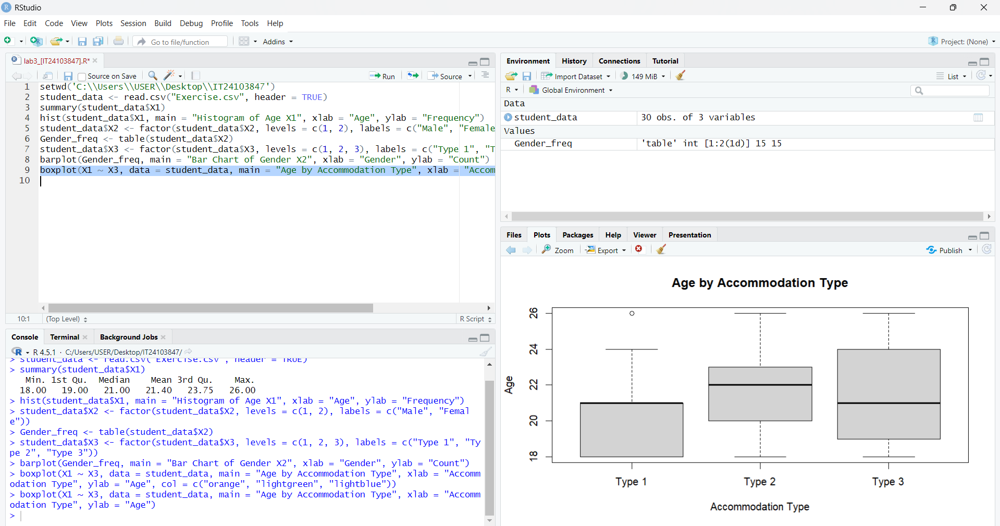 RStudio
File Edit Code View Plots Session Build Debug Profile Tools Help
Go to file/function Addins Project: (None)
lab3_[IT24103847].R*
Source on Save Run Source
1 setwd('C:\\Users\\USER\\Desktop\\IT24103847')
2 student_data <- read.csv("Exercise.csv", header = TRUE)
3 summary(student_data$X1)
4 hist(student_data$X1, main = "Histogram of Age X1", xlab = "Age", ylab = "Frequency")
5 student_data$X2 <- factor(student_data$X2, levels = c(1, 2), labels = c("Male", "Female
6 Gender_freq <- table(student_data$X2)
7 student_data$X3 <- factor(student_data$X3, levels = c(1, 2, 3), labels = c("Type 1", "T
8 barplot(Gender_freq, main = "Bar Chart of Gender X2", xlab = "Gender", ylab = "Count")
9 boxplot(X1 ~ X3, data = student_data, main = "Age by Accommodation Type", xlab = "Accom
10
10:1 (Top Level) R Script
Console Terminal Background Jobs
R 4.5.1 · C:/Users/USER/Desktop/IT24103847/
> student_data <- read.csv("Exercise.csv", header = TRUE)
> summary(student_data$X1)
Min. 1st Qu. Median Mean 3rd Qu. Max.
18.00 19.00 21.00 21.40 23.75 26.00
> hist(student_data$X1, main = "Histogram of Age X1", xlab = "Age", ylab = "Frequency")
> student_data$X2 <- factor(student_data$X2, levels = c(1, 2), labels = c("Male", "Femal
e"))
> Gender_freq <- table(student_data$X2)
> student_data$X3 <- factor(student_data$X3, levels = c(1, 2, 3), labels = c("Type 1", "Ty
pe 2", "Type 3"))
> barplot(Gender_freq, main = "Bar Chart of Gender X2", xlab = "Gender", ylab = "Count")
> boxplot(X1 ~ X3, data = student_data, main = "Age by Accommodation Type", xlab = "Accomm
odation Type", ylab = "Age", col = c("orange", "lightgreen", "lightblue"))
> boxplot(X1 ~ X3, data = student_data, main = "Age by Accommodation Type", xlab = "Accomm
odation Type", ylab = "Age")
>
Environment History Connections Tutorial
Import Dataset 149 MiB List
R Global Environment
Data
student_data 30 obs. of 3 variables
Values
Gender_freq 'table' int [1:2(1d)] 15 15
Files Plots Packages Help Viewer Presentation
Zoom Export Publish
Age by Accommodation Type
26
24
22
20
18
Age
Type 1 Type 2 Type 3
Accommodation Type